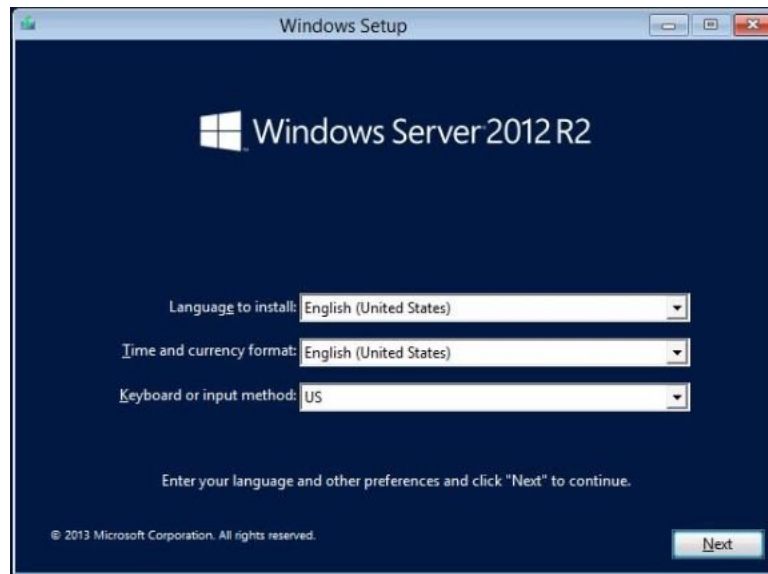 Windows Setup
Windows Server 2012 R2
Language to install: English (United States)
Time and currency format: English (United States)
Keyboard or input method: US
Enter your language and other preferences and click "Next" to continue.
© 2013 Microsoft Corporation. All rights reserved.
Next